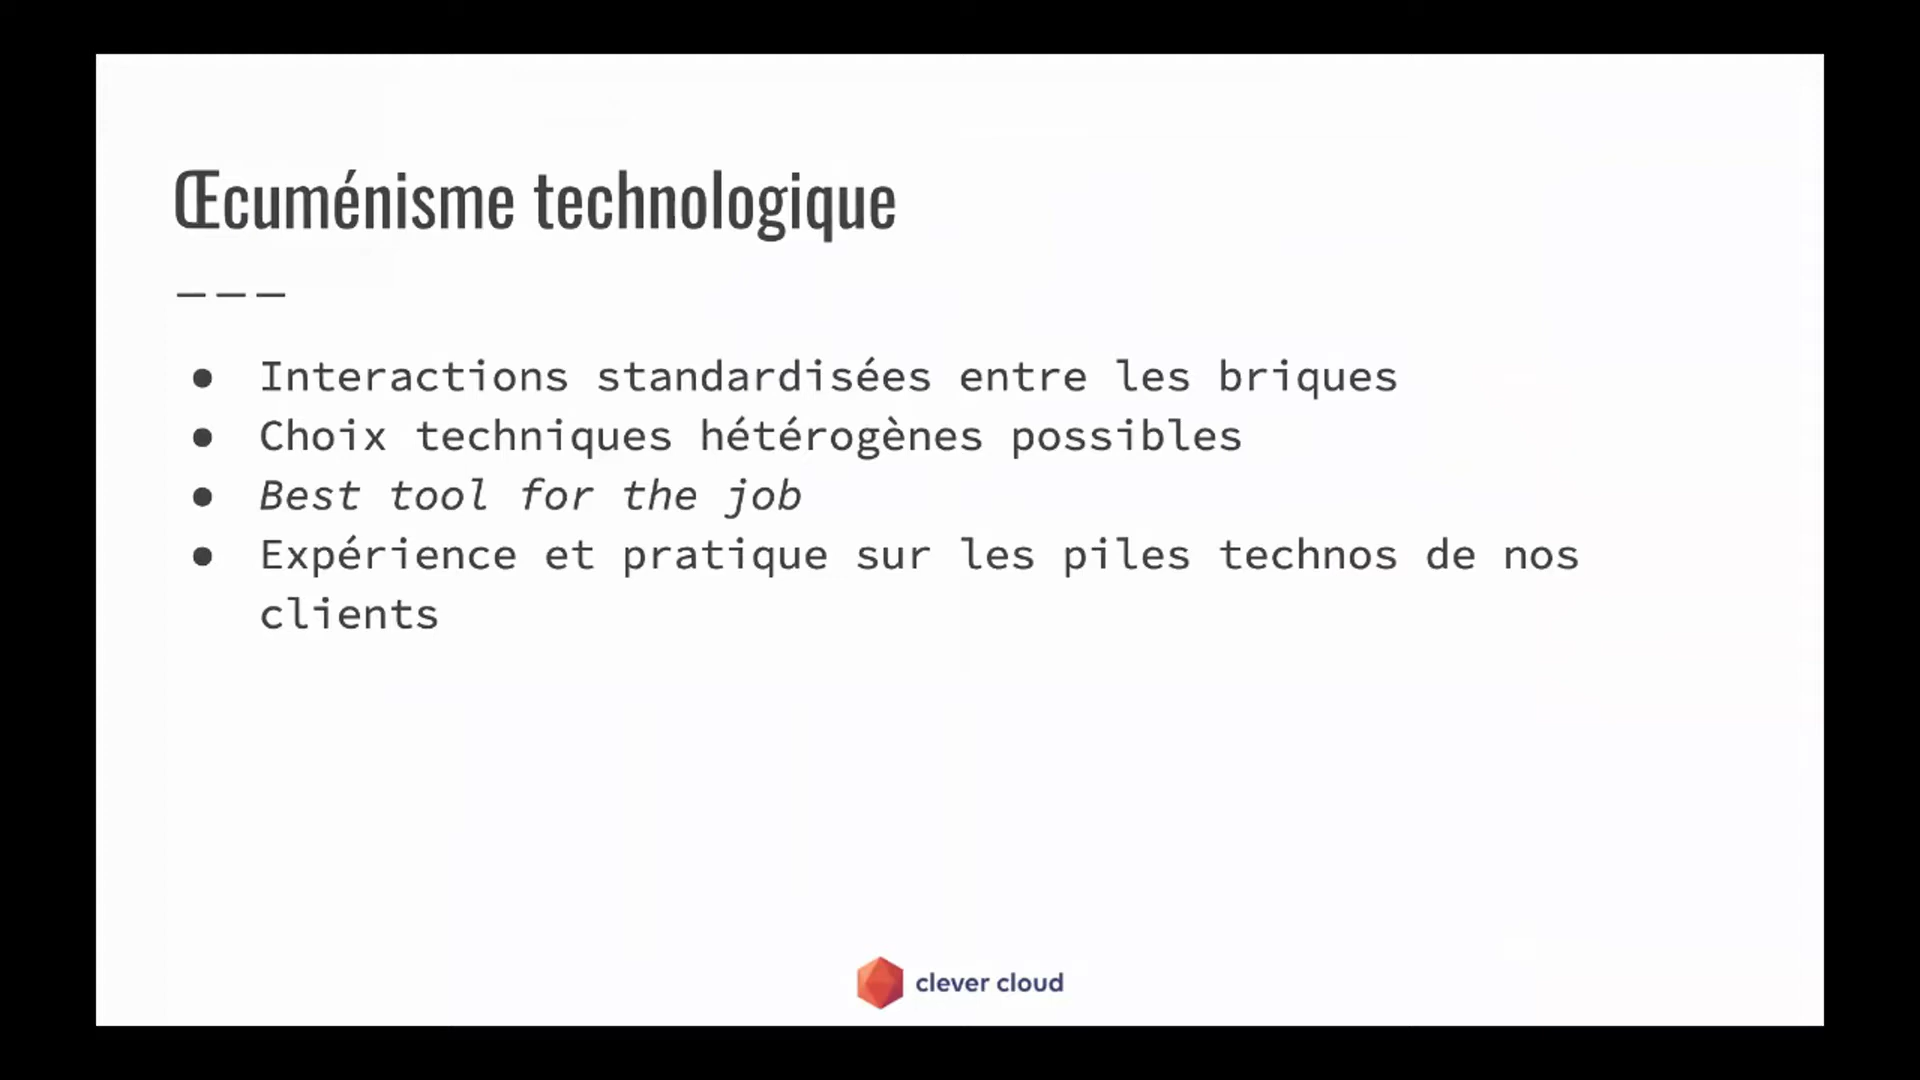 Œcuménisme technologique
● Interactions standardisées entre les briques
● Choix techniques hétérogènes possibles
● Best tool for the job
● Expérience et pratique sur les piles technos de nos
clients
clever cloud